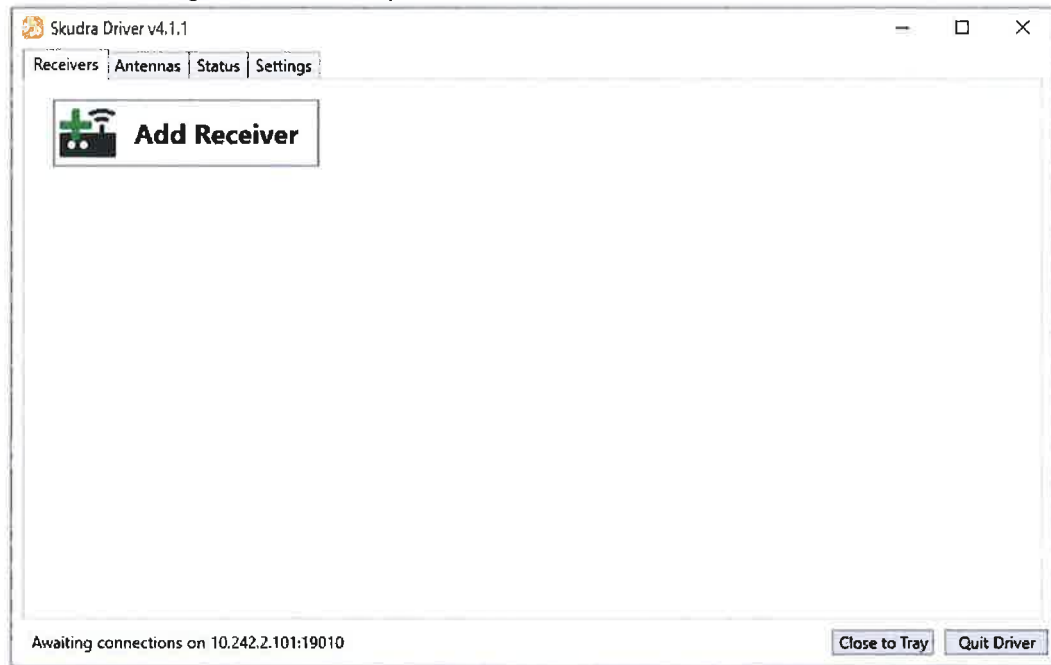 Skudra Driver v4.1.1
Receivers Antennas Status Settings
Add Receiver
Awaiting connections on 10.242.2.101:19010 Close to Tray Quit Driver